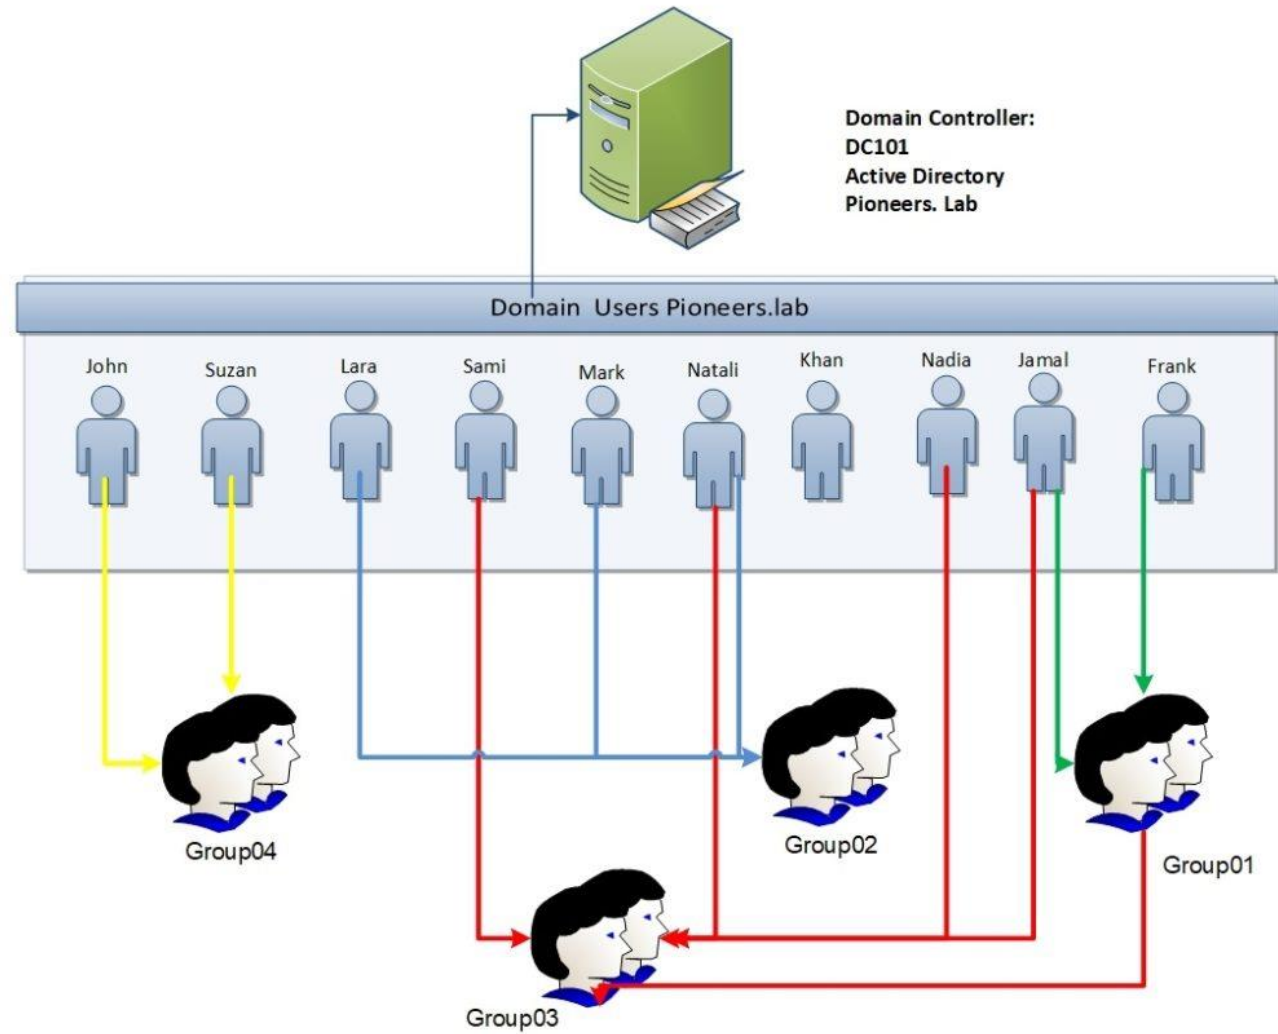 Domain Controller:
DC101
Active Directory
Pioneers. Lab
Domain Users Pioneers.lab
John
Suzan
Lara
Sami
Mark
Natali
Khan
Nadia
Jamal
Frank
Group04
Group02
Group01
Group03